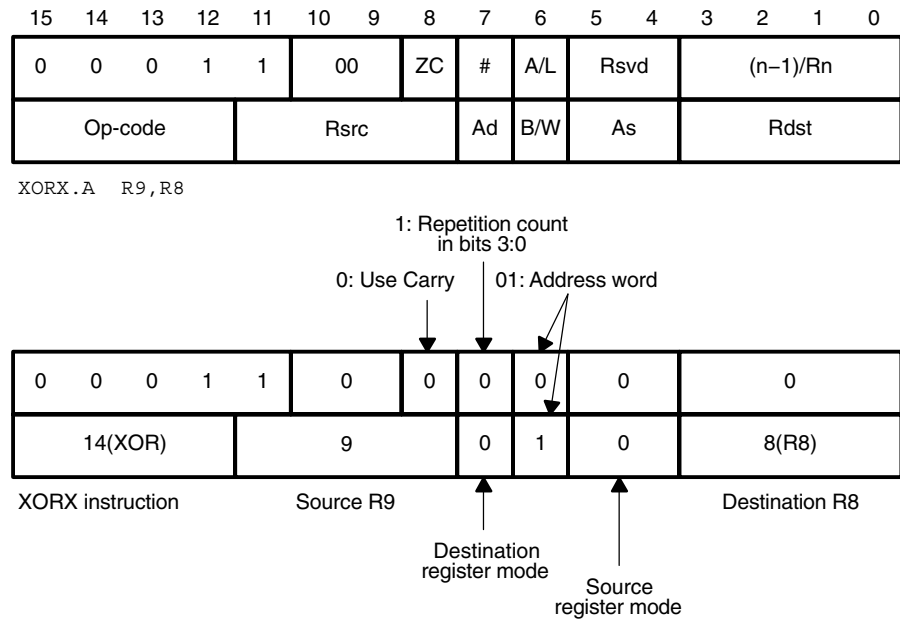 15 14 13 12 11 10 9 8 7 6 5 4 3 2 1 0
0 0 0 1 1 00 ZC # A/L Rsvd (n−1)/Rn
Op-code Rsrc Ad B/W As Rdst
XORX.A R9,R8
1: Repetition count
in bits 3:0
0: Use Carry 01: Address word
0 0 0 1 1 0 0 0 0 0 0
14(XOR) 9 0 1 0 8(R8)
XORX instruction Source R9 Destination R8
Destination
register mode
Source
register mode